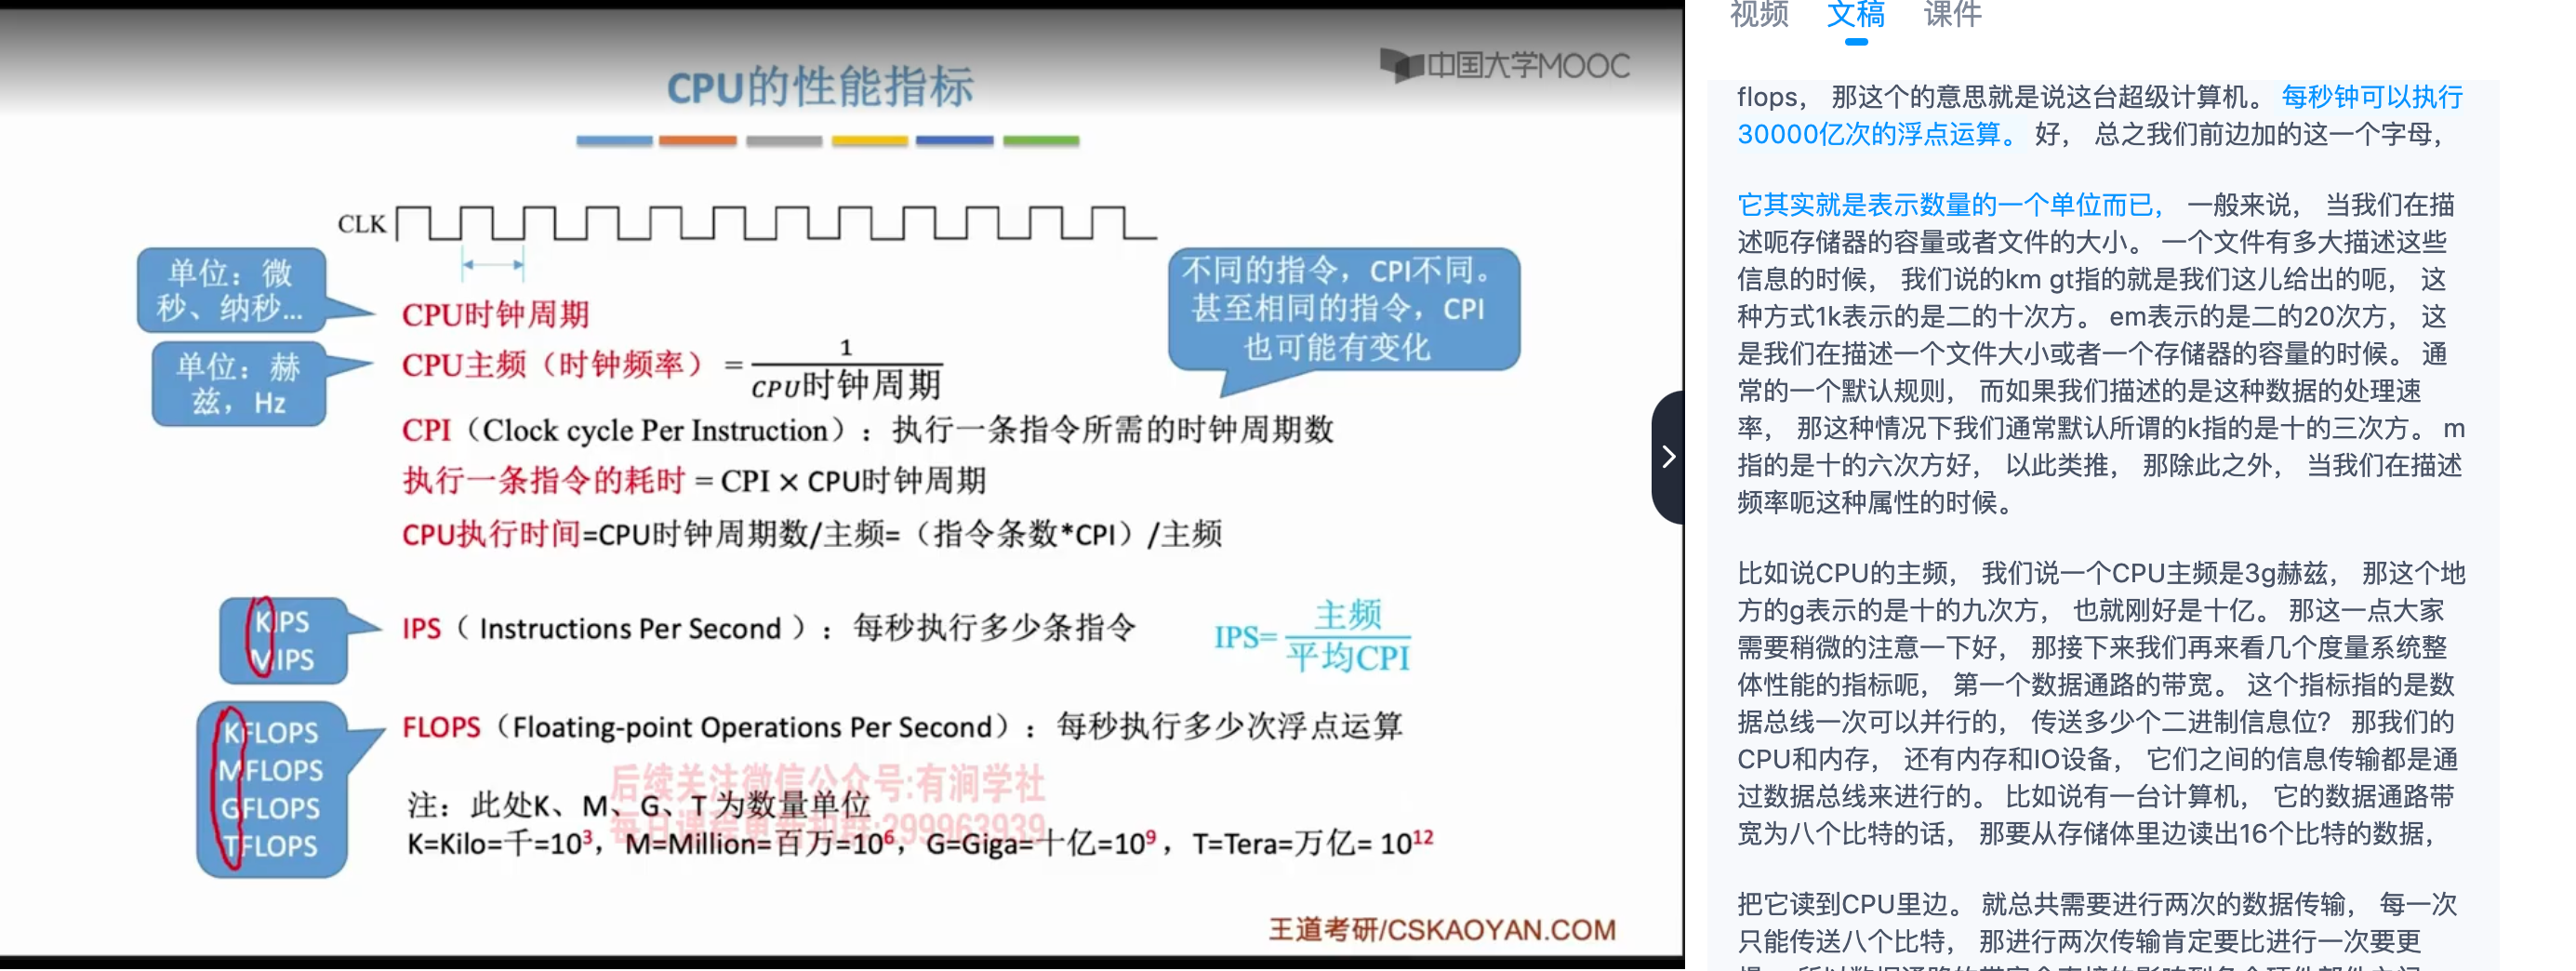 中国大学MOOC
CPU的性能指标
CLK
单位：微
秒、纳秒...
CPU时钟周期
单位：赫
兹，Hz
CPU主频（时钟频率） = 1
CPU时钟周期
不同的指令，CPI不同。
甚至相同的指令，CPI
也可能有变化
CPI（Clock cycle Per Instruction）：执行一条指令所需的时钟周期数
执行一条指令的耗时 = CPI × CPU时钟周期
CPU执行时间=CPU时钟周期数/主频=（指令条数*CPI）/主频
KIPS
MIPS
IPS（ Instructions Per Second ）：每秒执行多少条指令
IPS= 主频
平均CPI
KFLOPS
MFLOPS
GFLOPS
TFLOPS
FLOPS（Floating-point Operations Per Second）：每秒执行多少次浮点运算
后续关注微信公众号:有涧学社
注：此处K、M、G、T 为数量单位
K=Kilo=千=10³，M=Million=百万=10⁶，G=Giga=十亿=10⁹，T=Tera=万亿= 10¹²
王道考研/CSKAOYAN.COM
视频 文稿 课件
flops， 那这个的意思就是说这台超级计算机。 每秒钟可以执行
30000亿次的浮点运算。 好， 总之我们前边加的这一个字母，
它其实就是表示数量的一个单位而已， 一般来说， 当我们在描
述呃存储器的容量或者文件的大小。 一个文件有多大描述这些
信息的时候， 我们说的km gt指的就是我们这儿给出的呃， 这
种方式1k表示的是二的十次方。 em表示的是二的20次方， 这
是我们在描述一个文件大小或者一个存储器的容量的时候。 通
常的一个默认规则， 而如果我们描述的是这种数据的处理速
率， 那这种情况下我们通常默认所谓的k指的是十的三次方。 m
指的是十的六次方好， 以此类推， 那除此之外， 当我们在描述
频率呃这种属性的时候。
比如说CPU的主频， 我们说一个CPU主频是3g赫兹， 那这个地
方的g表示的是十的九次方， 也就刚好是十亿。 那这一点大家
需要稍微的注意一下好， 那接下来我们再来看几个度量系统整
体性能的指标呃， 第一个数据通路的带宽。 这个指标指的是数
据总线一次可以并行的， 传送多少个二进制信息位？ 那我们的
CPU和内存， 还有内存和IO设备， 它们之间的信息传输都是通
过数据总线来进行的。 比如说有一台计算机， 它的数据通路带
宽为八个比特的话， 那要从存储体里边读出16个比特的数据，
把它读到CPU里边。 就总共需要进行两次的数据传输， 每一次
只能传送八个比特， 那进行两次传输肯定要比进行一次要更